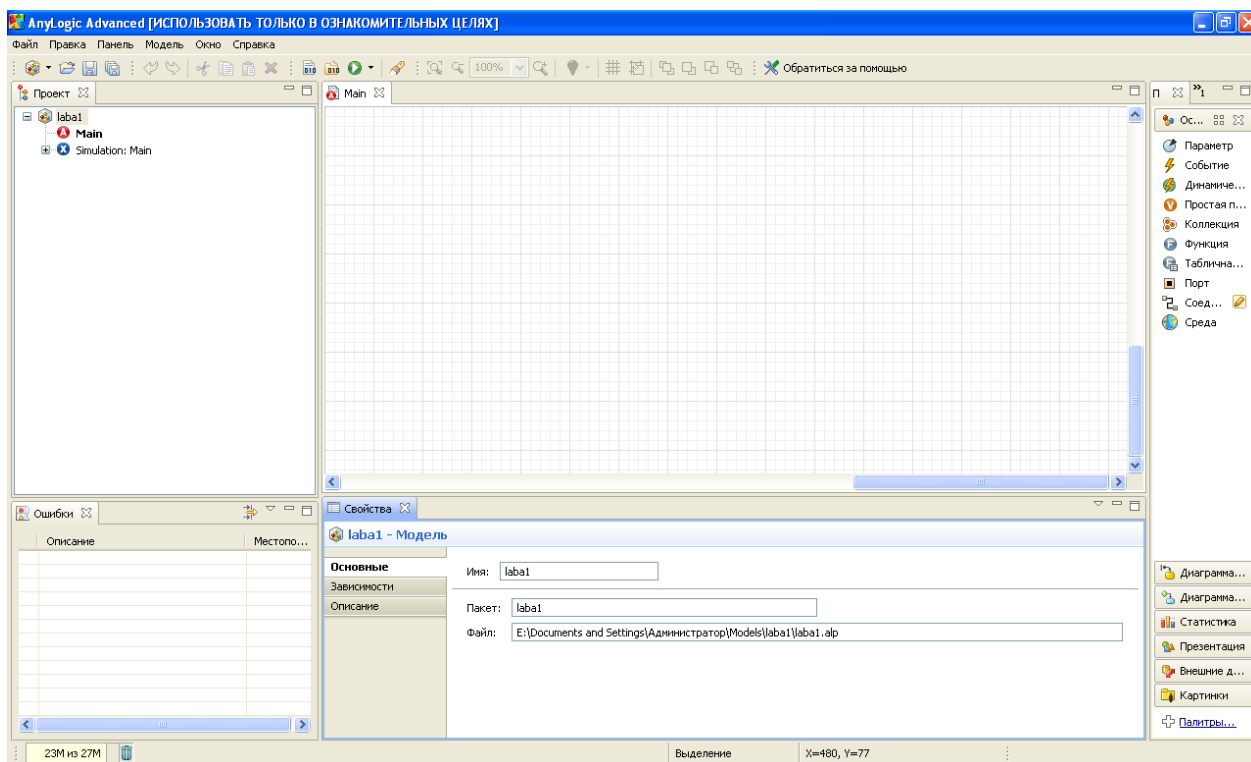 AnyLogic Advanced [ИСПОЛЬЗОВАТЬ ТОЛЬКО В ОЗНАКОМИТЕЛЬНЫХ ЦЕЛЯХ]
Файл Правка Панель Модель Окно Справка
100% Обратиться за помощью
Проект
laba1
Main
Simulation: Main
Main
П
1
Ос...
Параметр
Событие
Динамиче...
Простая п...
Коллекция
Функция
Таблична...
Порт
Соед...
Среда
Диаграмма...
Диаграмма...
Статистика
Презентация
Внешние д...
Картинки
Палитры...
Ошибки
Описание Местопо...
Свойства
laba1 - Модель
Основные
Зависимости
Описание
Имя: laba1
Пакет: laba1
Файл: E:\Documents and Settings\Администратор\Models\laba1\laba1.alp
23M из 27M
Выделение
X=480, Y=77